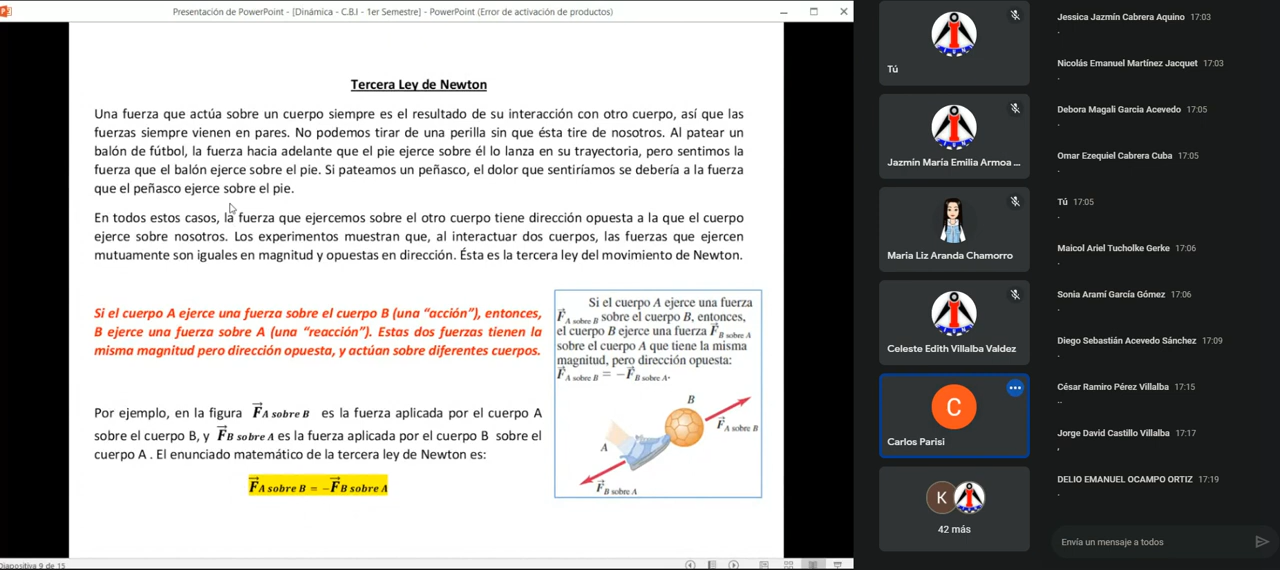 Presentación de PowerPoint - [Dinámica - C.B.I - 1er Semestre] - PowerPoint (Error de activación de productos)
Tercera Ley de Newton
Una fuerza que actúa sobre un cuerpo siempre es el resultado de su interacción con otro cuerpo, así que las
fuerzas siempre vienen en pares. No podemos tirar de una perilla sin que ésta tire de nosotros. Al patear un
balón de fútbol, la fuerza hacia adelante que el pie ejerce sobre él lo lanza en su trayectoria, pero sentimos la
fuerza que el balón ejerce sobre el pie. Si pateamos un peñasco, el dolor que sentiríamos se debería a la fuerza
que el peñasco ejerce sobre el pie.
En todos estos casos, la fuerza que ejercemos sobre el otro cuerpo tiene dirección opuesta a la que el cuerpo
ejerce sobre nosotros. Los experimentos muestran que, al interactuar dos cuerpos, las fuerzas que ejercen
mutuamente son iguales en magnitud y opuestas en dirección. Ésta es la tercera ley del movimiento de Newton.
Si el cuerpo A ejerce una fuerza sobre el cuerpo B (una “acción”), entonces,
B ejerce una fuerza sobre A (una “reacción”). Estas dos fuerzas tienen la
misma magnitud pero dirección opuesta, y actúan sobre diferentes cuerpos.
Por ejemplo, en la figura F⃗ A sobre B es la fuerza aplicada por el cuerpo A
sobre el cuerpo B, y F⃗ B sobre A es la fuerza aplicada por el cuerpo B sobre el
cuerpo A . El enunciado matemático de la tercera ley de Newton es:
F⃗ A sobre B = −F⃗ B sobre A
Si el cuerpo A ejerce una fuerza
F⃗ A sobre B sobre el cuerpo B, entonces,
el cuerpo B ejerce una fuerza F⃗ B sobre A
sobre el cuerpo A que tiene la misma
magnitud, pero dirección opuesta:
F⃗ A sobre B = −F⃗ B sobre A.
B
F⃗ A sobre B
A
F⃗ B sobre A
Diapositiva 9 de 15
Tú
Jazmín María Emilia Armoa ...
Maria Liz Aranda Chamorro
Celeste Edith Villalba Valdez
C
Carlos Parisi
K
42 más
Jessica Jazmín Cabrera Aquino 17:03
.
Nicolás Emanuel Martínez Jacquet 17:03
.
Debora Magali Garcia Acevedo 17:05
.
Omar Ezequiel Cabrera Cuba 17:05
.
Tú 17:05
.
Maicol Ariel Tucholke Gerke 17:06
.
Sonia Aramí García Gómez 17:06
.
Diego Sebastián Acevedo Sánchez 17:09
.
César Ramiro Pérez Villalba 17:15
..
Jorge David Castillo Villalba 17:17
,
DELIO EMANUEL OCAMPO ORTIZ 17:19
.
Envía un mensaje a todos